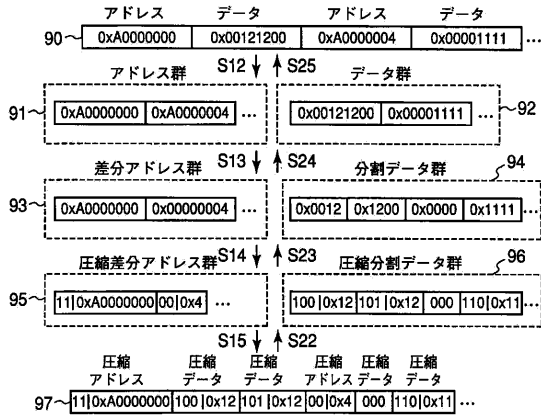 アドレス データ アドレス データ
90 0xA0000000 0x00121200 0xA0000004 0x00001111 …
S12 S25
アドレス群 データ群
91 0xA0000000 0xA0000004 … 0x00121200 0x00001111 … 92
S13 S24
差分アドレス群 分割データ群 94
93 0xA0000000 0x00000004 … 0x0012 0x1200 0x0000 0x1111 …
S14 S23
圧縮差分アドレス群 圧縮分割データ群 96
95 11|0xA0000000 00|0x4 … 100|0x12 101|0x12 000 110|0x11 …
S15 S22
圧縮 圧縮 圧縮 圧縮 圧縮 圧縮
アドレス データ データ アドレス データ データ
97 11|0xA0000000 100|0x12 101|0x12 00|0x4 000 110|0x11 …